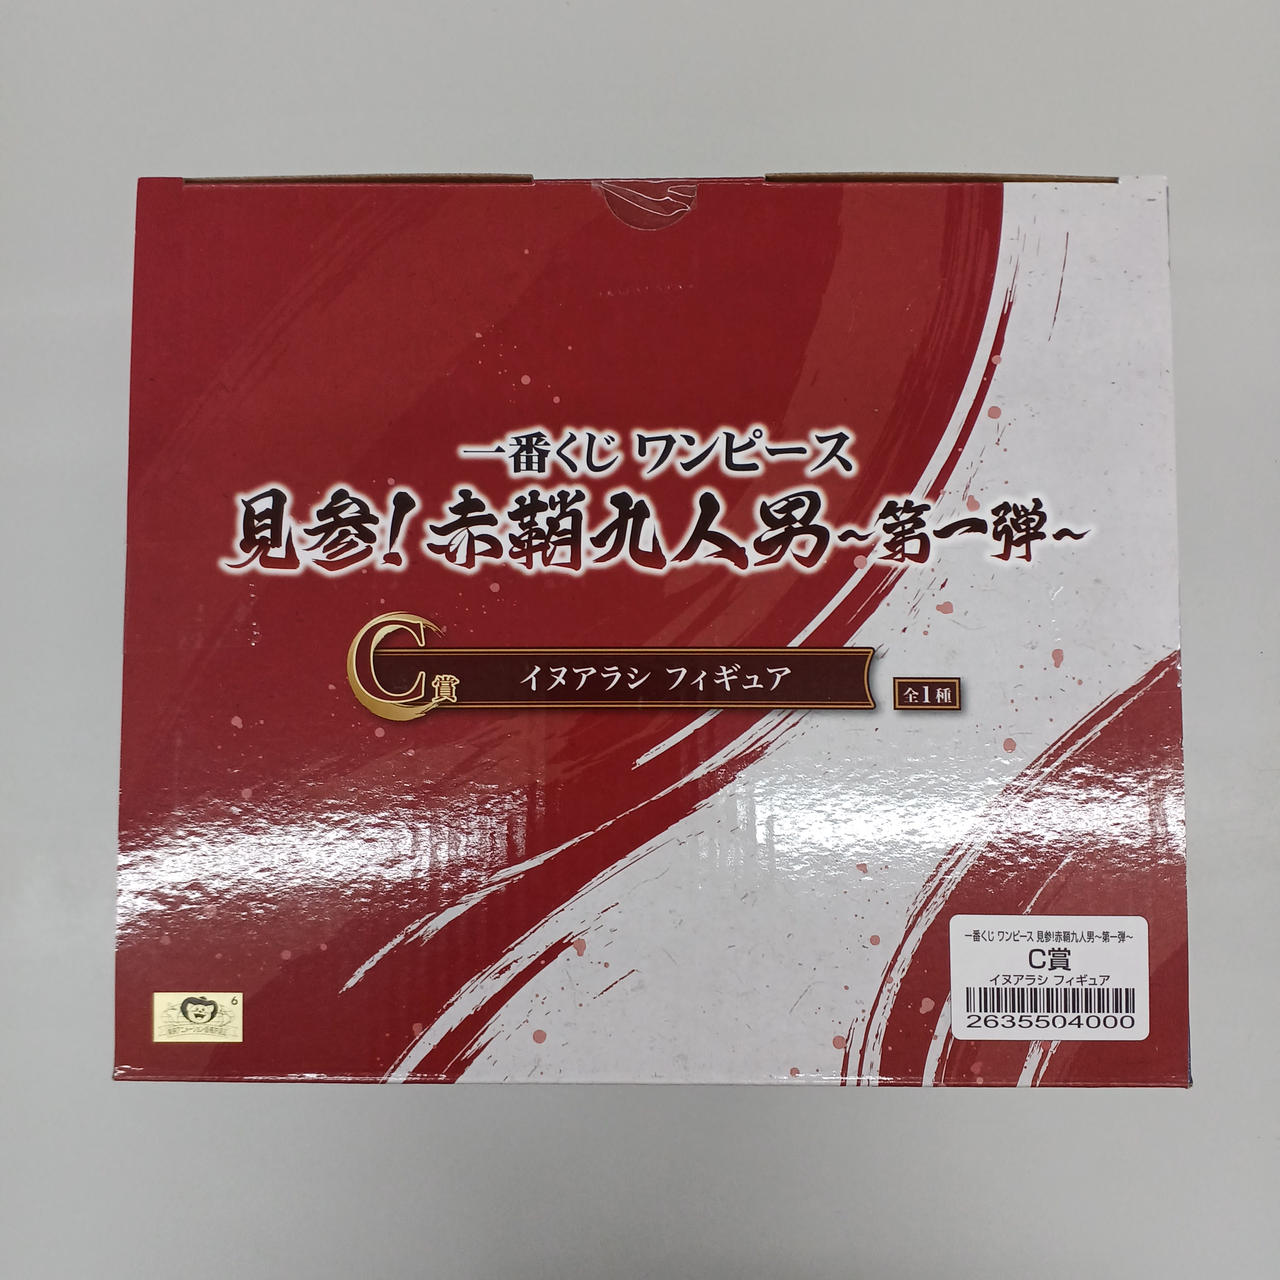 一番くじ ワンピース
見参!赤鞘九人男～第一弾～
C賞
イヌアラシ フィギュア
全1種
一番くじ ワンピース 見参!赤鞘九人男～第一弾～
C賞
イヌアラシ フィギュア
2635504000
6